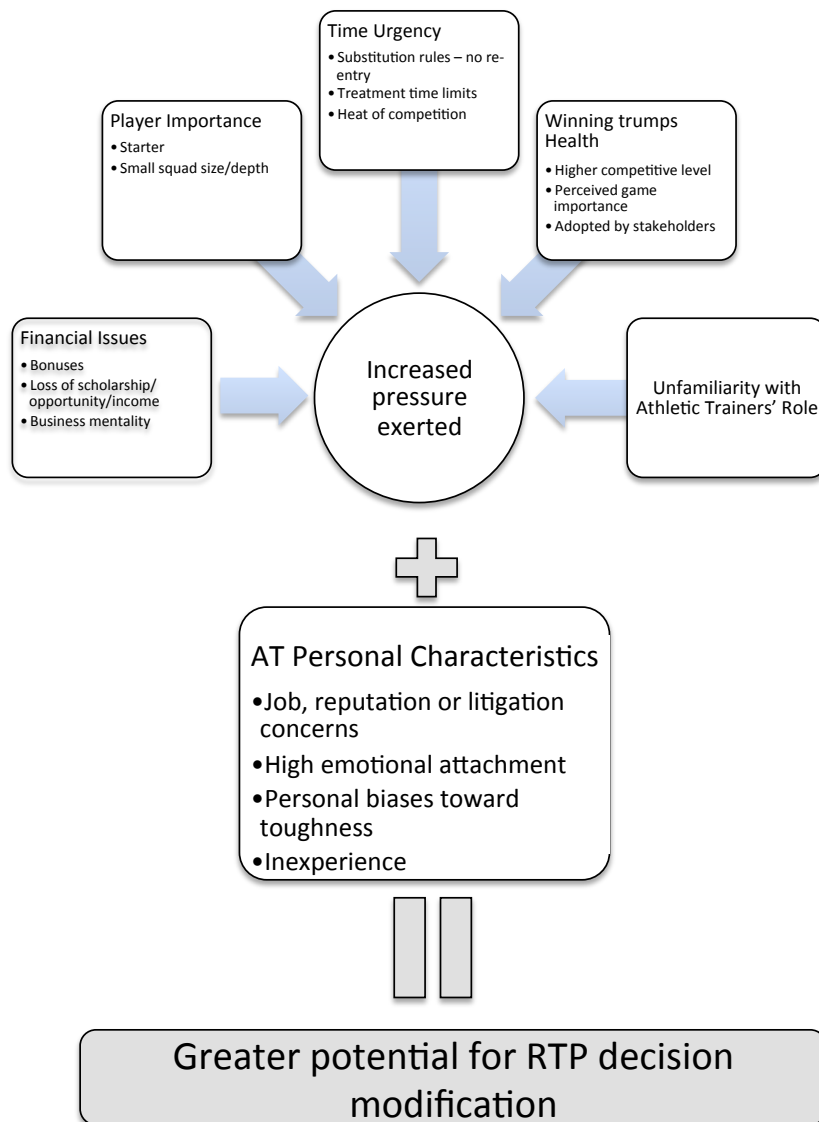 Time Urgency
• Substitution rules – no re-
entry
• Treatment time limits
• Heat of competition
Player Importance
• Starter
• Small squad size/depth
Winning trumps
Health
• Higher competitive level
• Perceived game
importance
• Adopted by stakeholders
Financial Issues
• Bonuses
• Loss of scholarship/
opportunity/income
• Business mentality
Increased
pressure
exerted
Unfamiliarity with
Athletic Trainers’ Role
AT Personal Characteristics
•Job, reputation or litigation
concerns
•High emotional attachment
•Personal biases toward
toughness
•Inexperience
Greater potential for RTP decision
modification